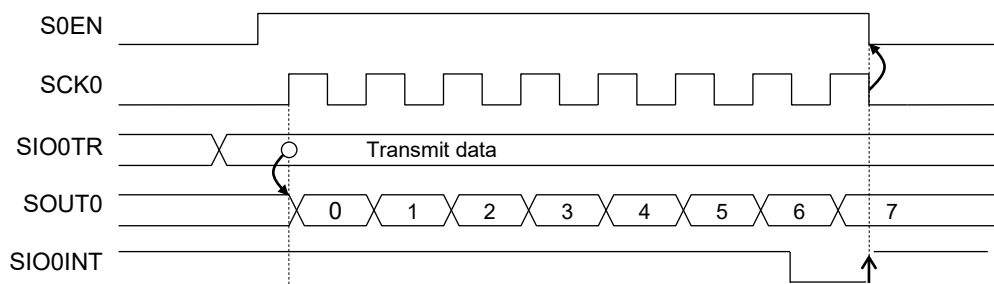 S0EN
SCK0
SIO0TR Transmit data
SOUT0 0 1 2 3 4 5 6 7
SIO0INT